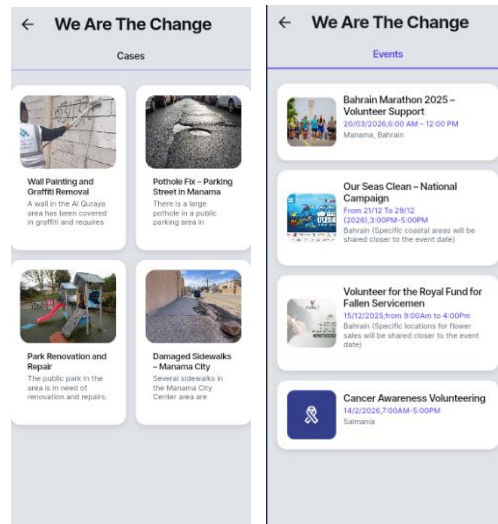 We Are The Change
Cases
Wall Painting and
Graffiti Removal
A wall in the Al Quraya
area has been covered
in graffiti and requires
Pothole Fix – Parking
Street in Manama
There is a large
pothole in a public
parking area in
Park Renovation and
Repair
The public park in the
area is in need of
renovation and repairs.
Damaged Sidewalks
– Manama City
Several sidewalks in
the Manama City
Center area are
We Are The Change
Events
Bahrain Marathon 2025 –
Volunteer Support
20/03/2026,6:00 AM – 12:00 PM
Manama, Bahrain
Our Seas Clean – National
Campaign
From 21/12 To 29/12
(2026),3:00PM-5:00PM
Bahrain (Specific coastal areas will be
shared closer to the event date)
Volunteer for the Royal Fund for
Fallen Servicemen
15/12/2025,from 9:00Am to 4:00Pm
Bahrain (Specific locations for flower
sales will be shared closer to the event
date)
Cancer Awareness Volunteering
14/2/2026,7:00AM-5:00PM
Salmania